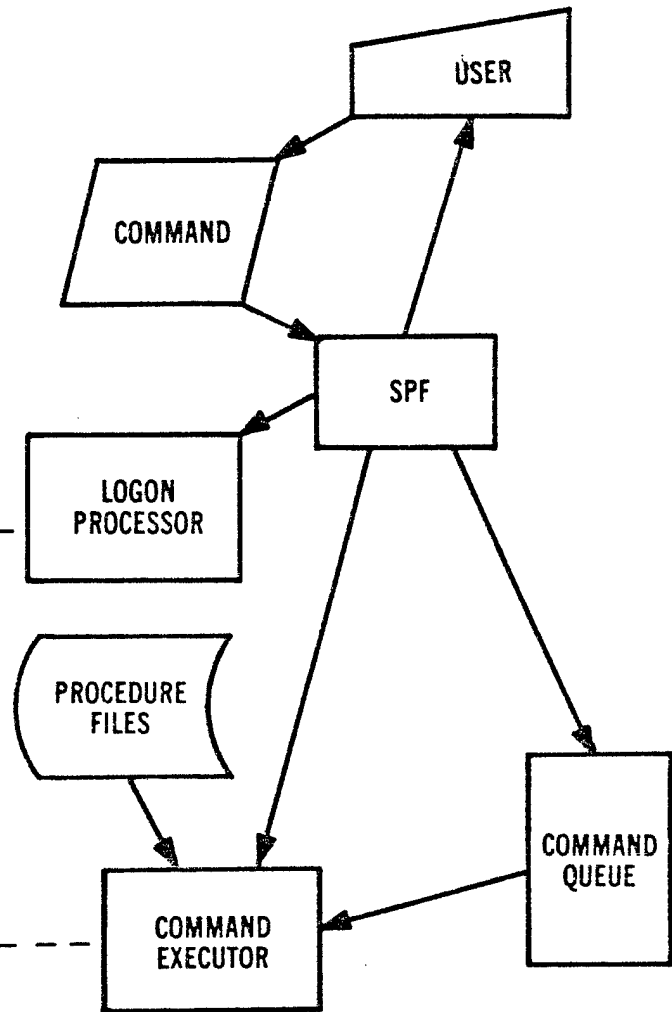 USER
COMMAND
SPF
LOGON
PROCESSOR
PROCEDURE
FILES
COMMAND
QUEUE
COMMAND
EXECUTOR